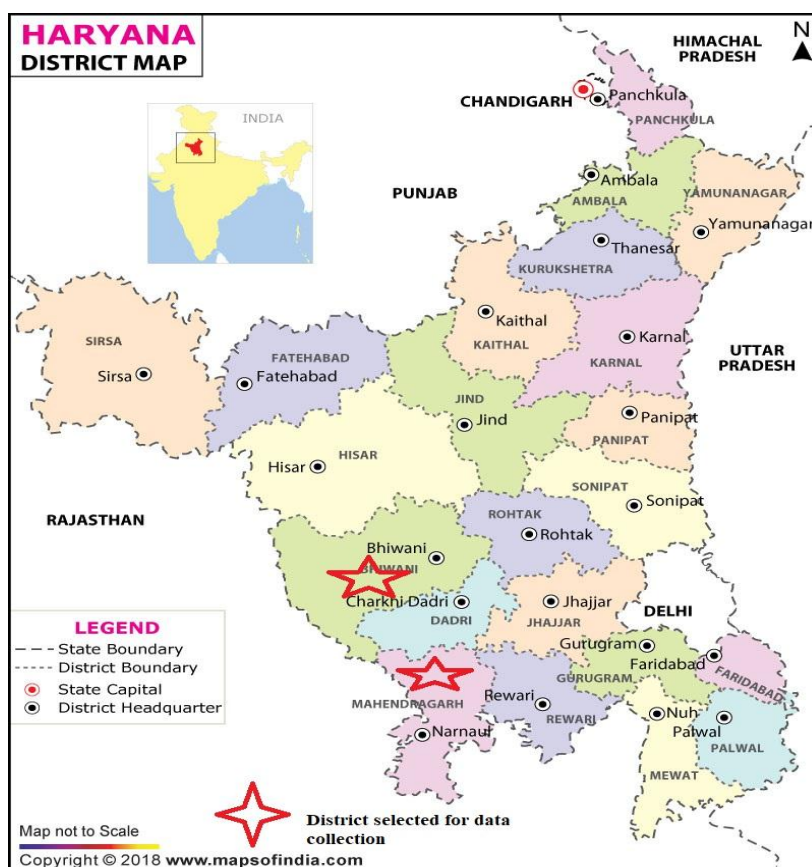 HARYANA
DISTRICT MAP
N
HIMACHAL
PRADESH
INDIA
CHANDIGARH
Panchkula
PANCHKULA
PUNJAB
Ambala
AMBALA
YAMUNANAGAR
Yamunanagar
Thanesar
KURUKSHETRA
Kaithal
KAITHAL
Karnal
KARNAL
UTTAR
PRADESH
SIRSA
Sirsa
FATEHABAD
Fatehabad
JIND
Jind
Panipat
PANIPAT
HISAR
Hisar
SONIPAT
Sonipat
RAJASTHAN
ROHTAK
Rohtak
Bhiwani
BHIWANI
Charkhi Dadri
DADRI
Jhajjar
JHAJJAR
DELHI
Gurugram
GURUGRAM
Faridabad
FARIDABAD
MAHENDRAGARH
Narnaul
Rewari
REWARI
Nuh
MEWAT
Palwal
PALWAL
LEGEND
State Boundary
District Boundary
State Capital
District Headquarter
District selected for data
collection
Map not to Scale
Copyright © 2018 www.mapsofindia.com